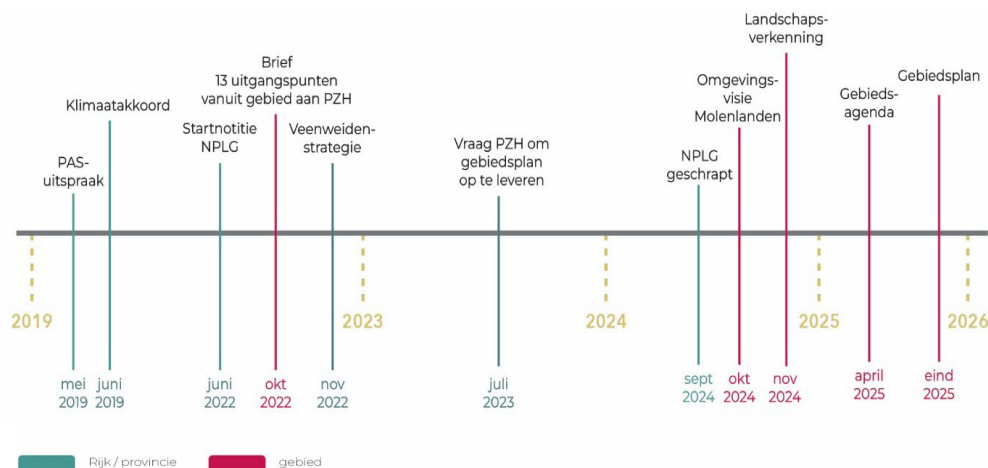 Landschaps-
verkenning
Brief
13 uitgangspunten
vanuit gebied aan PZH
Klimaatakkoord
Omgevings-
visie
Molenlanden
Gebiedsplan
Gebieds-
agenda
Startnotitie
NPLG
Veenweiden-
strategie
Vraag PZH om
gebiedsplan
op te leveren
PAS-
uitspraak
NPLG
geschrapt
2019
2023
2024
2025
2026
mei
2019
juni
2019
juni
2022
okt
2022
nov
2022
juli
2023
sept
2024
okt
2024
nov
2024
april
2025
eind
2025
Rijk / provincie
gebied